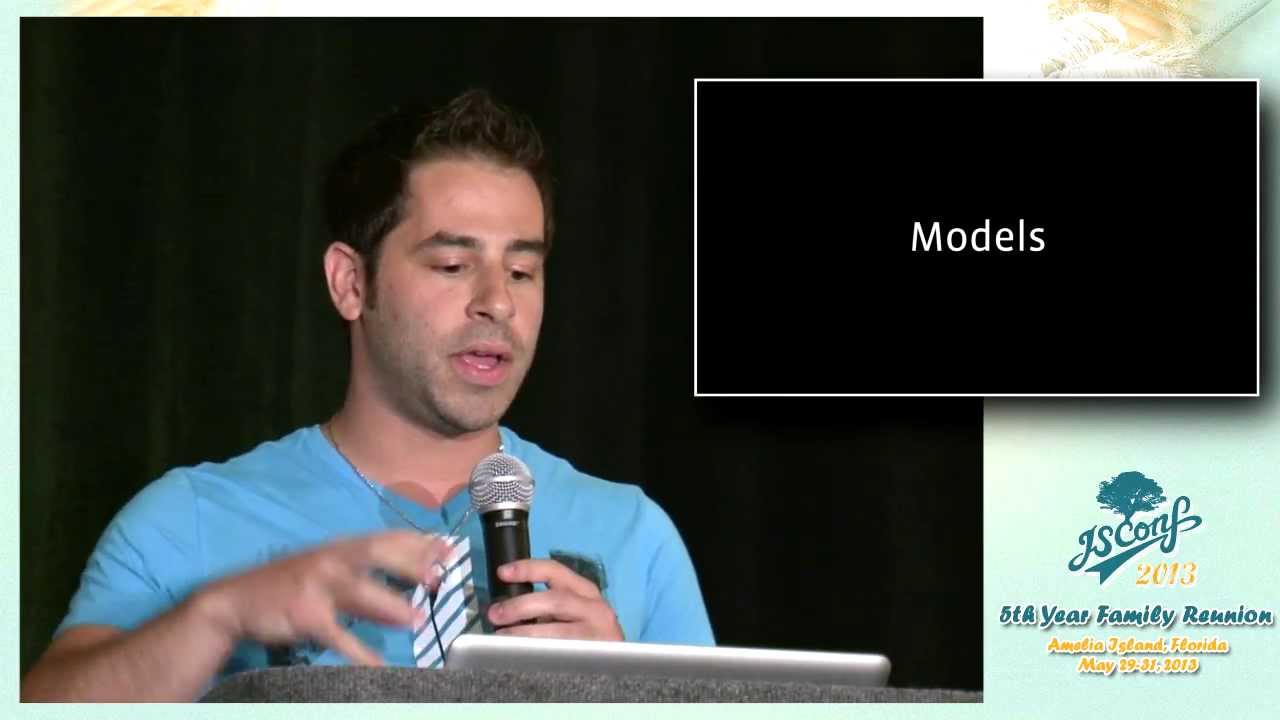 Models
JSConf
2013
5th Year Family Reunion
Amelia Island, Florida
May 29-31, 2013